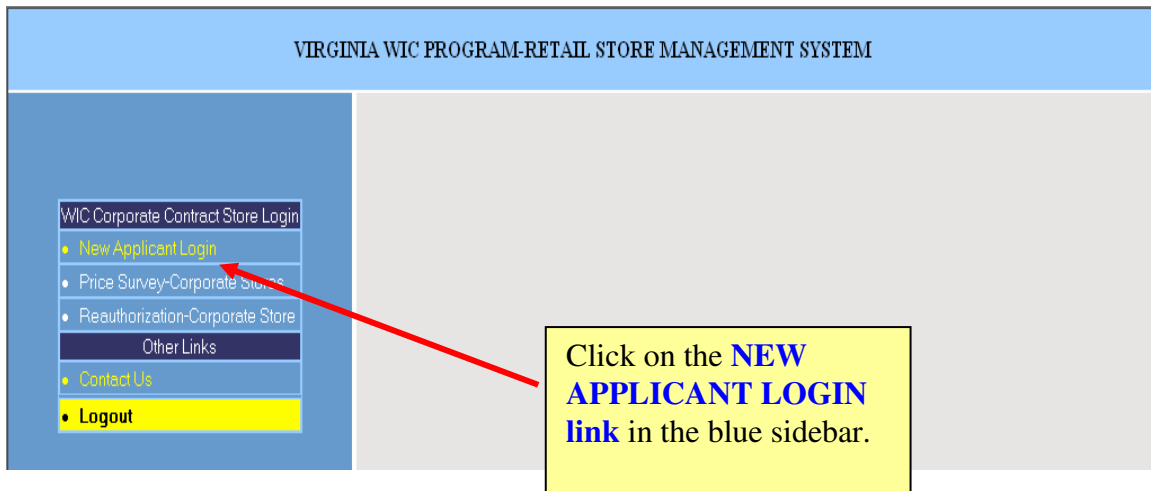 VIRGINIA WIC PROGRAM-RETAIL STORE MANAGEMENT SYSTEM
WIC Corporate Contract Store Login
• New Applicant Login
• Price Survey-Corporate Stores
• Reauthorization-Corporate Store
Other Links
• Contact Us
• Logout
Click on the NEW
APPLICANT LOGIN
link in the blue sidebar.